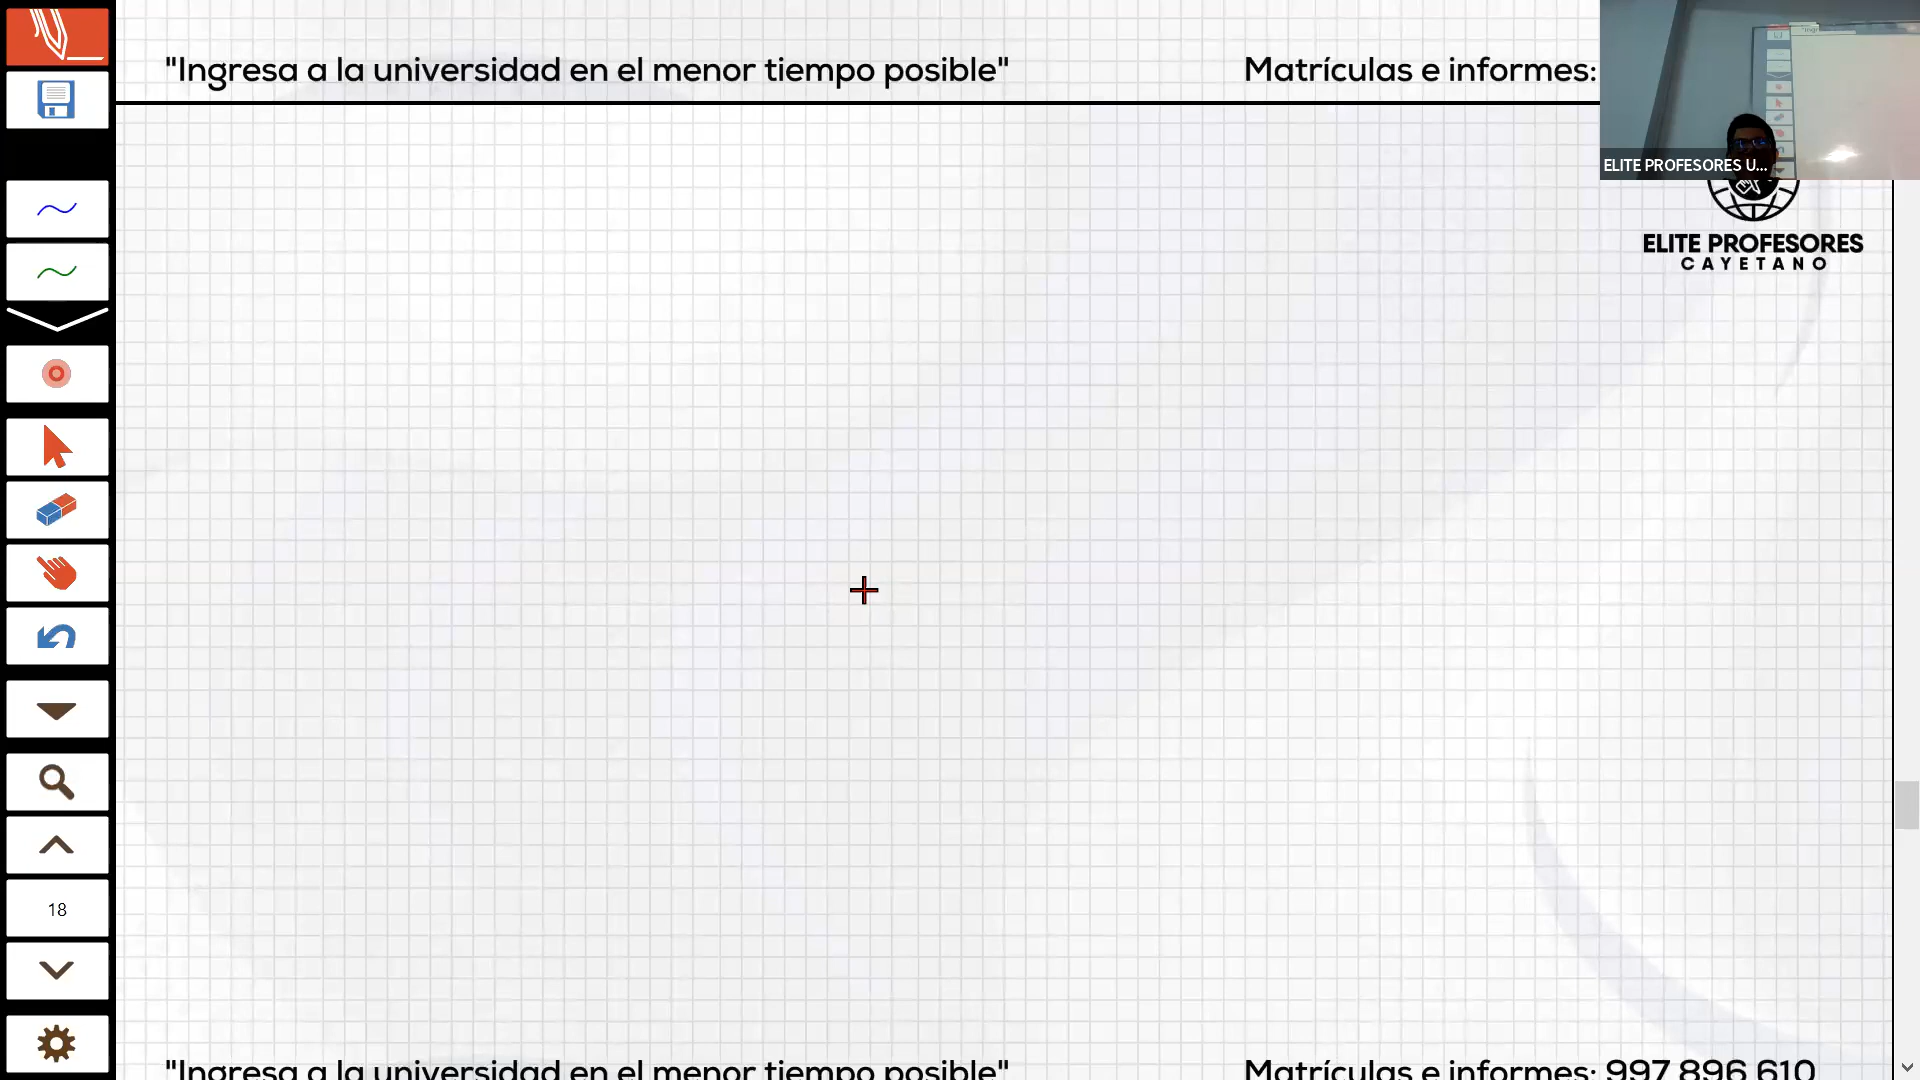 "Ingresa a la universidad en el menor tiempo posible" Matrículas e informes:
ELITE PROFESORES U...
ELITE PROFESORES
CAYETANO
18
"Ingresa a la universidad en el menor tiempo posible" Matrículas e informes: 997 896 610